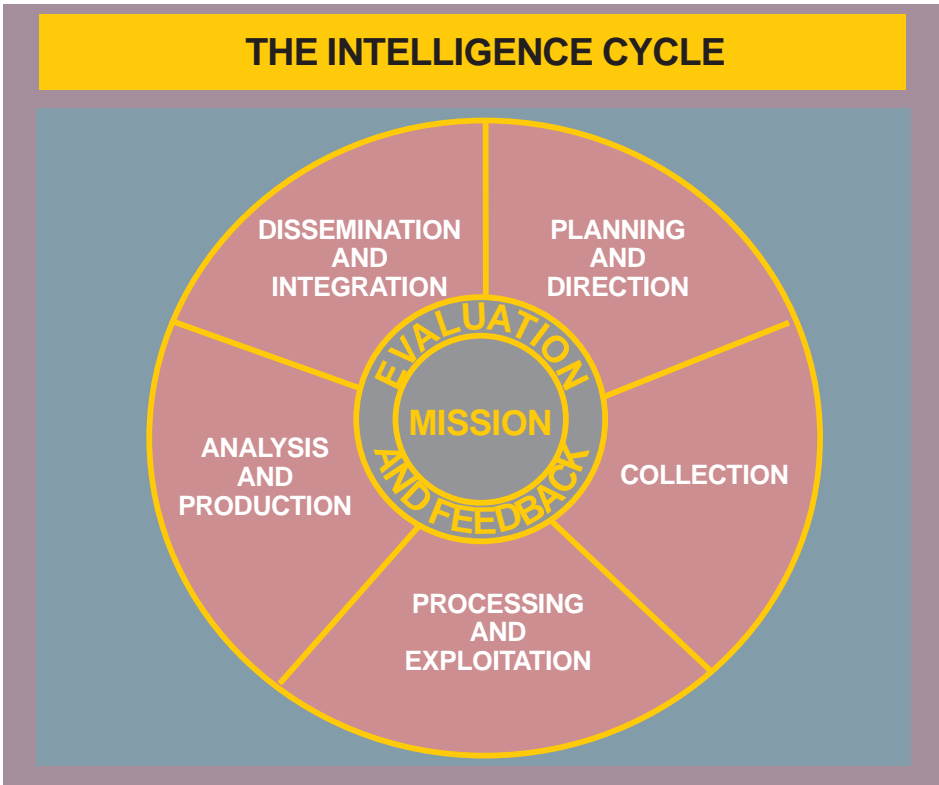 THE INTELLIGENCE CYCLE
DISSEMINATION
AND
INTEGRATION
PLANNING
AND
DIRECTION
EVALUATION
AND FEEDBACK
MISSION
ANALYSIS
AND
PRODUCTION
COLLECTION
PROCESSING
AND
EXPLOITATION